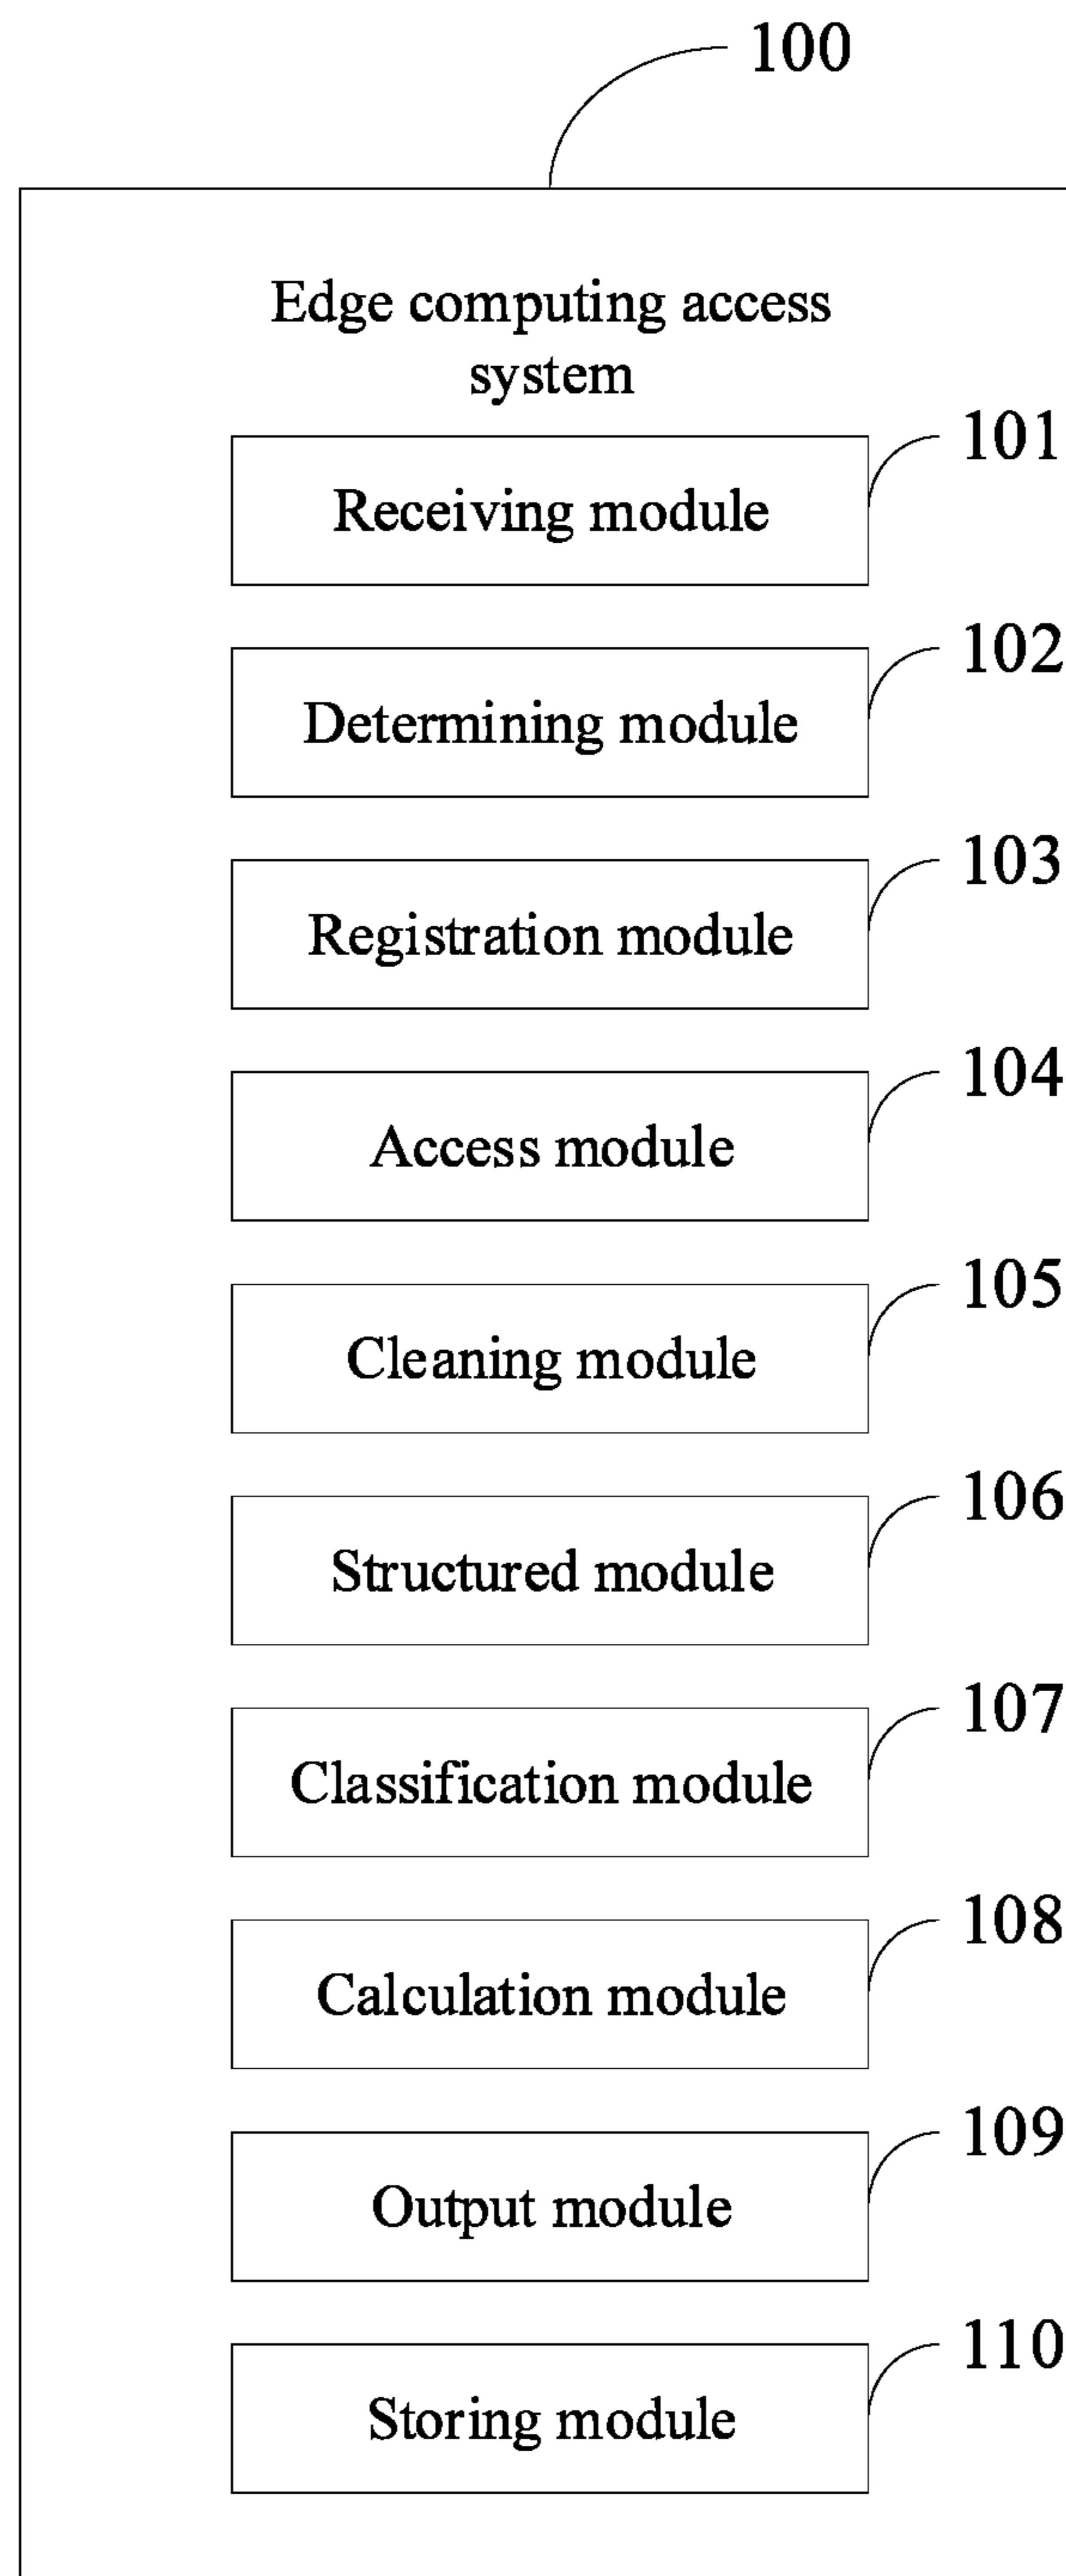 100
Edge computing access
system
101
Receiving module
102
Determining module
103
Registration module
104
Access module
105
Cleaning module
106
Structured module
107
Classification module
108
Calculation module
109
Output module
110
Storing module